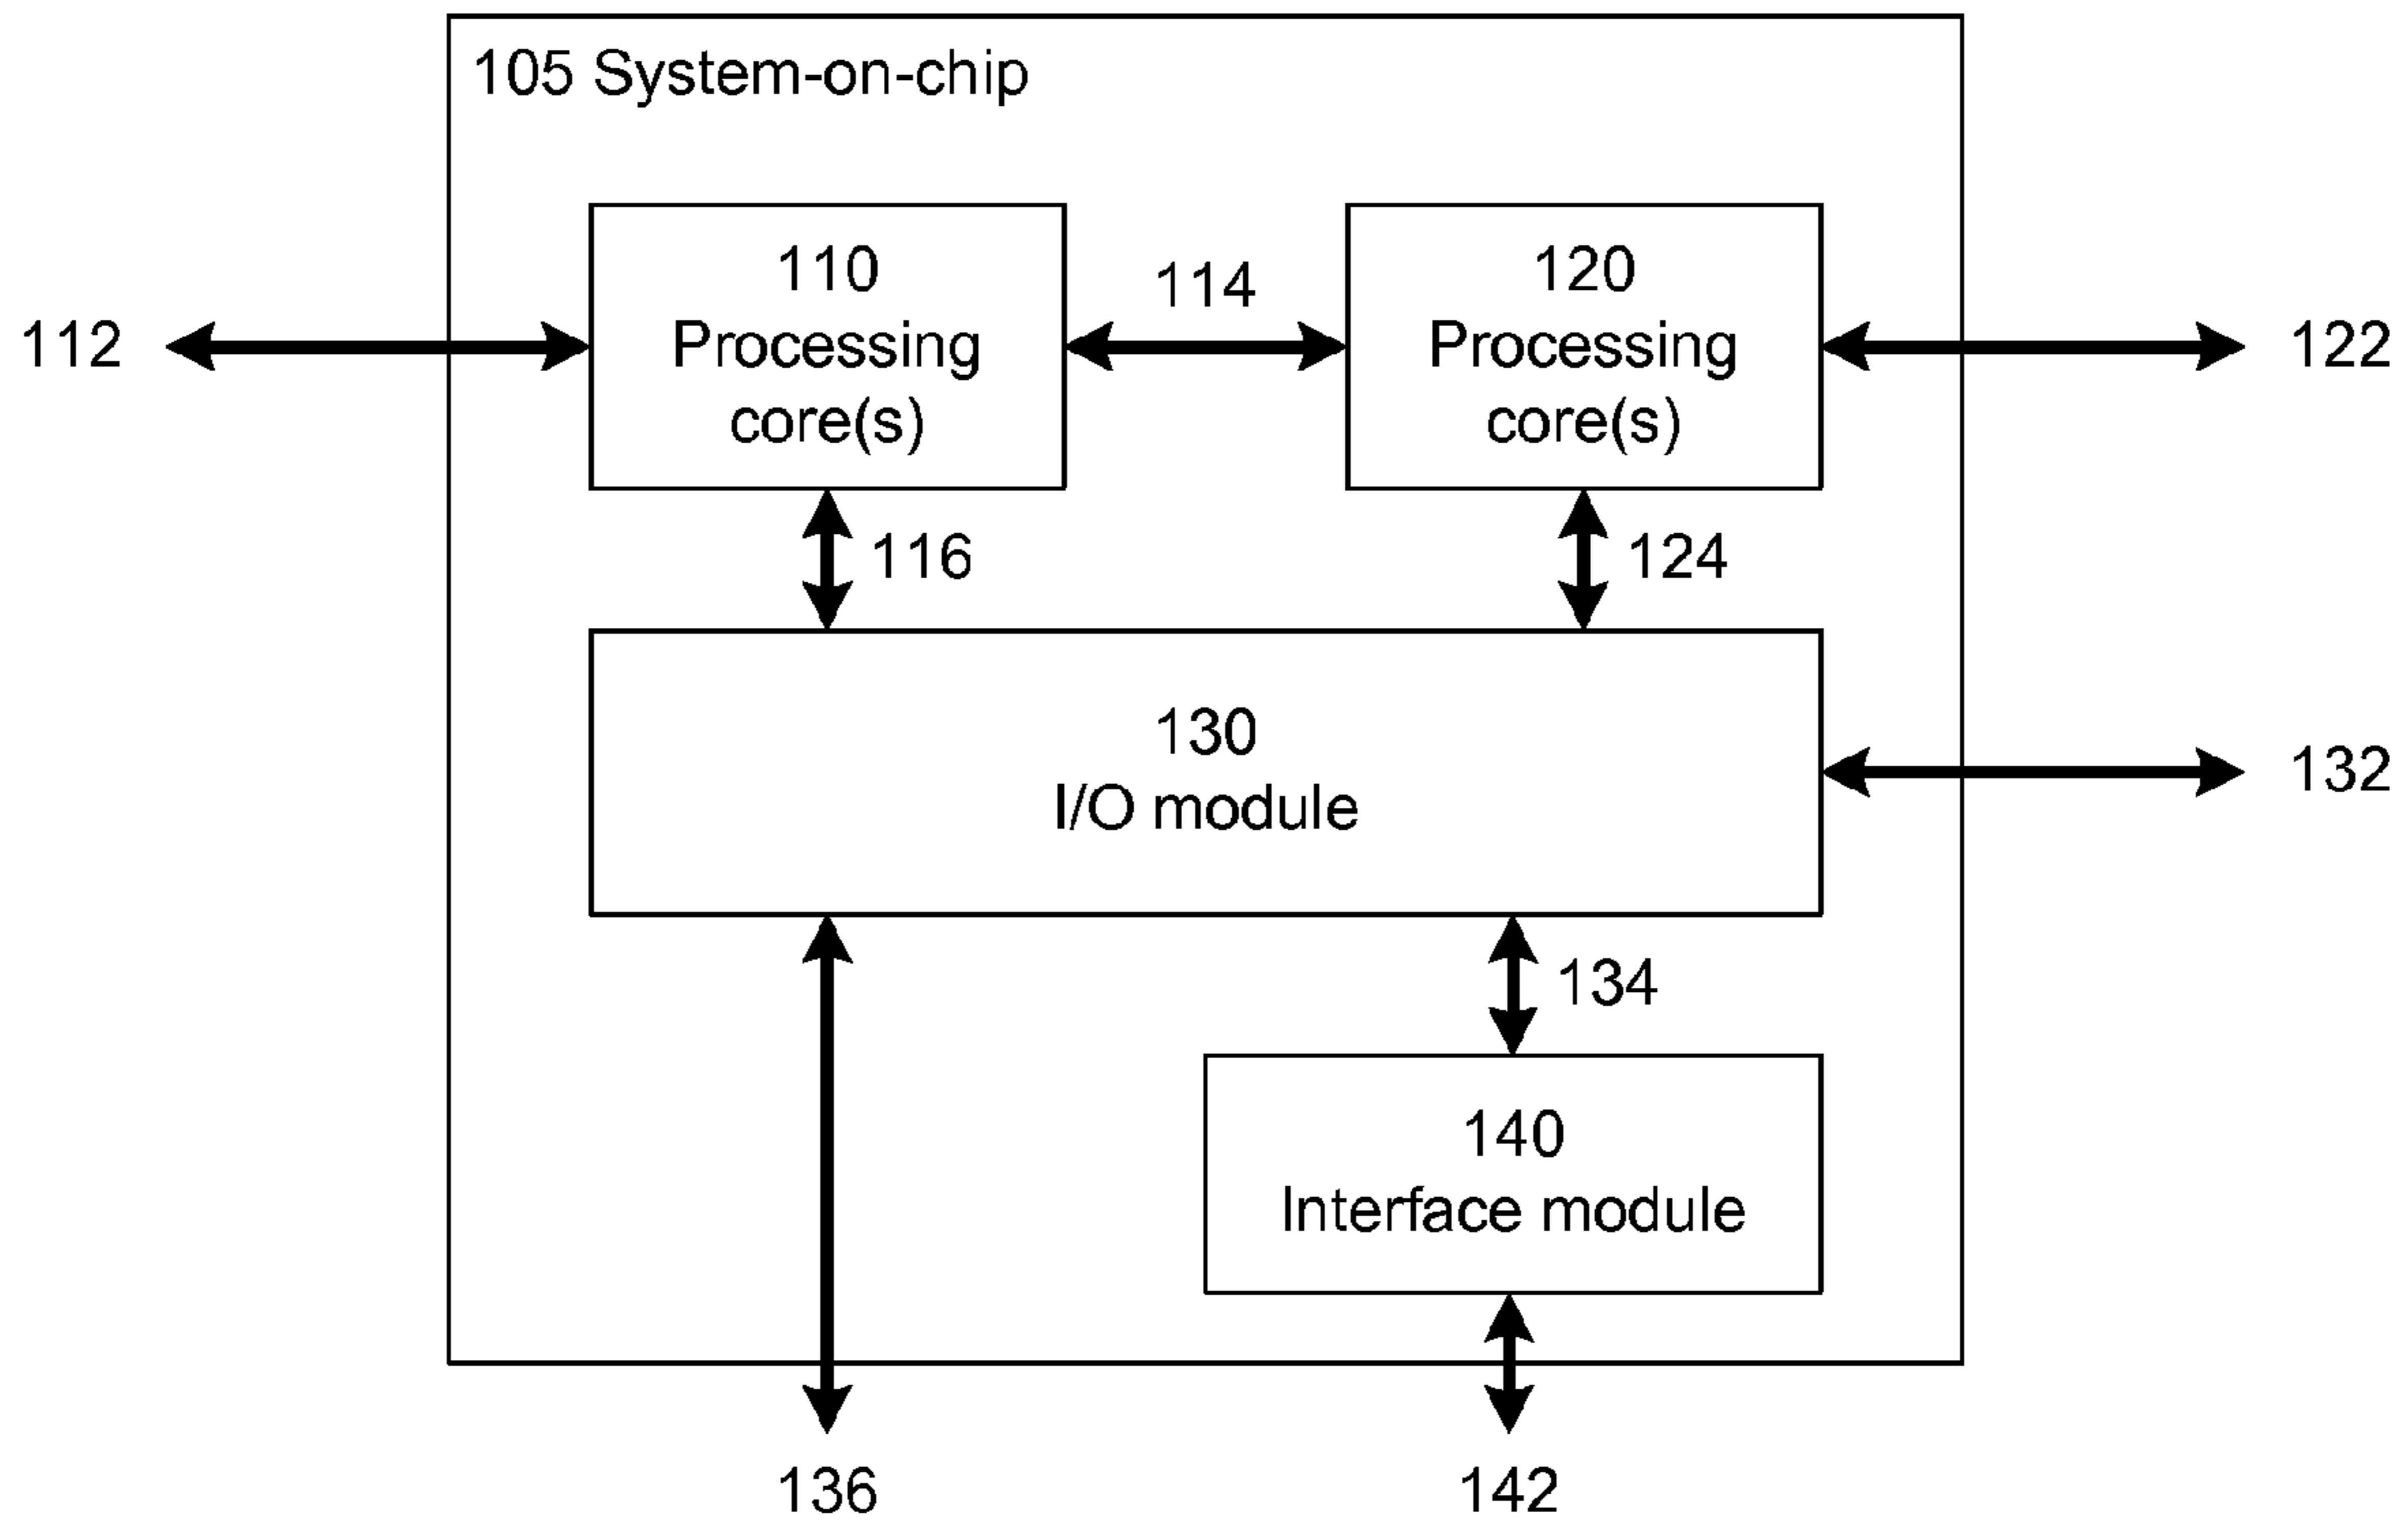 105 System-on-chip
110
Processing
core(s)
114
120
Processing
core(s)
112
122
116
124
130
I/O module
132
134
140
Interface module
136
142